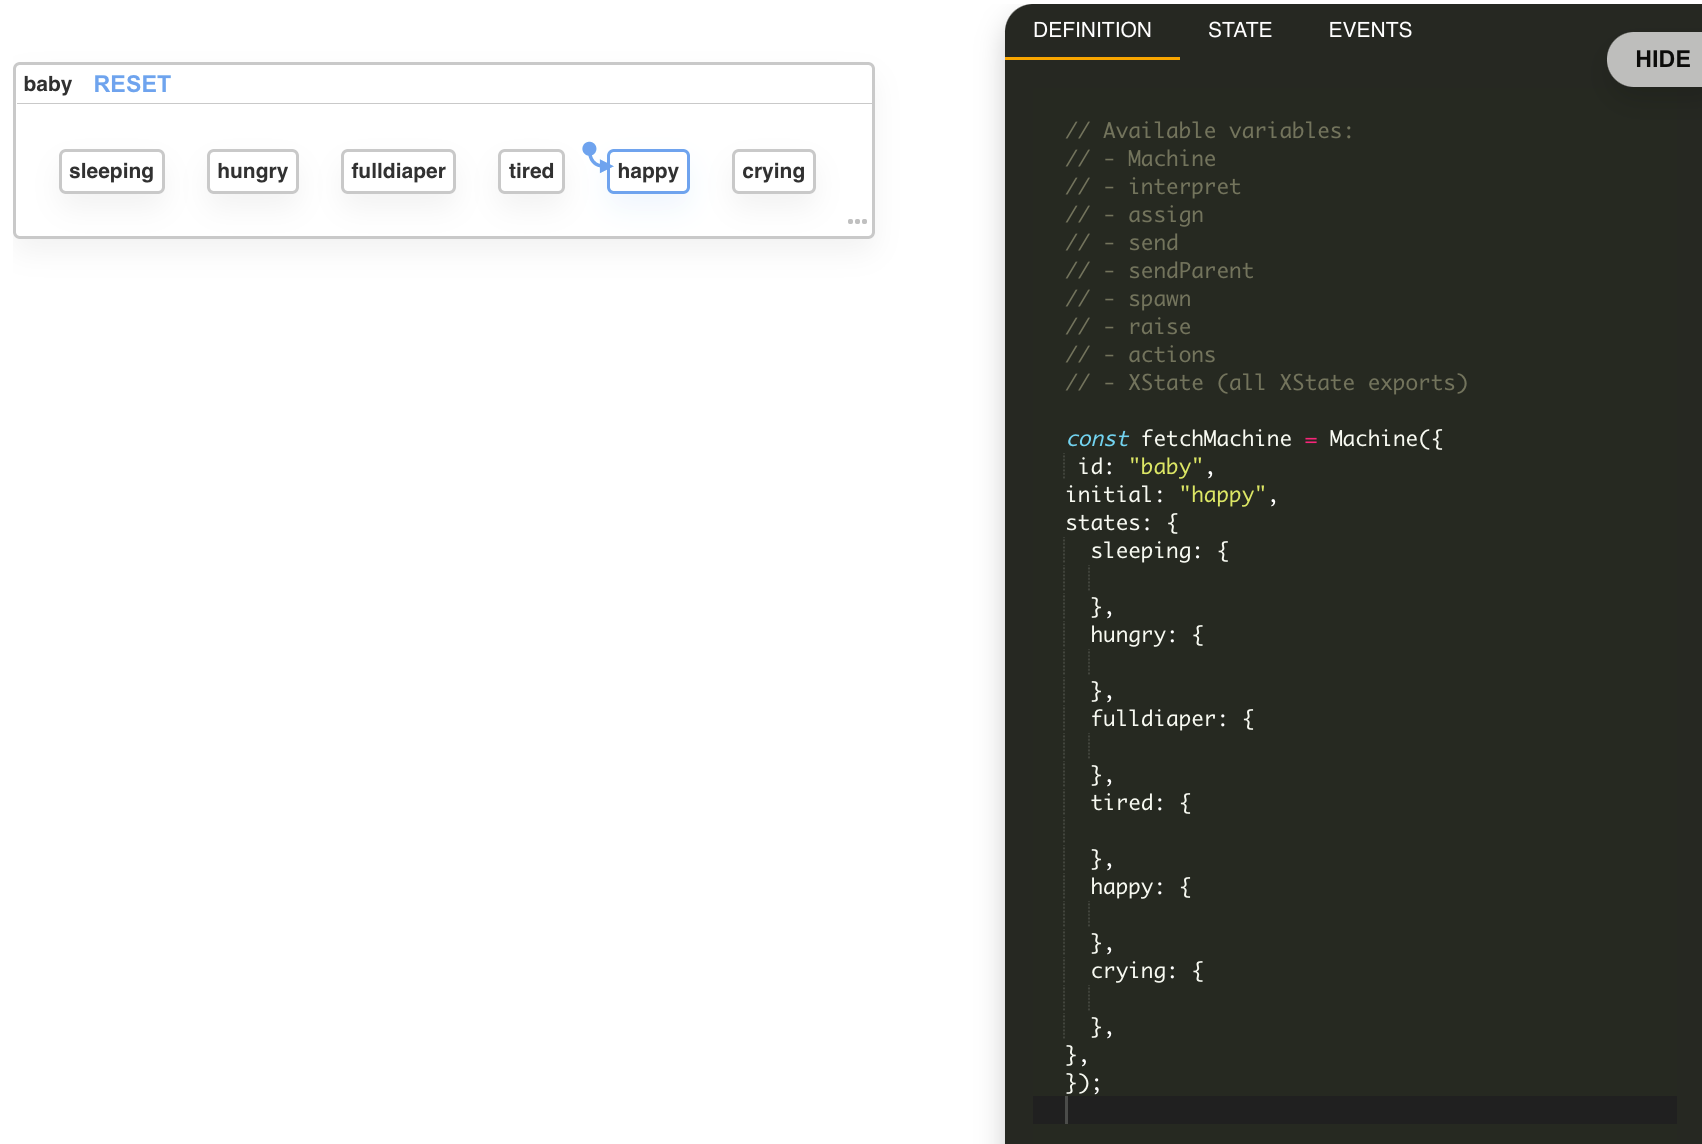 baby RESET
sleeping hungry fulldiaper tired happy crying
DEFINITION STATE EVENTS
HIDE
// Available variables:
// - Machine
// - interpret
// - assign
// - send
// - sendParent
// - spawn
// - raise
// - actions
// - XState (all XState exports)
const fetchMachine = Machine({
id: "baby",
initial: "happy",
states: {
sleeping: {
},
hungry: {
},
fulldiaper: {
},
tired: {
},
happy: {
},
crying: {
},
},
});